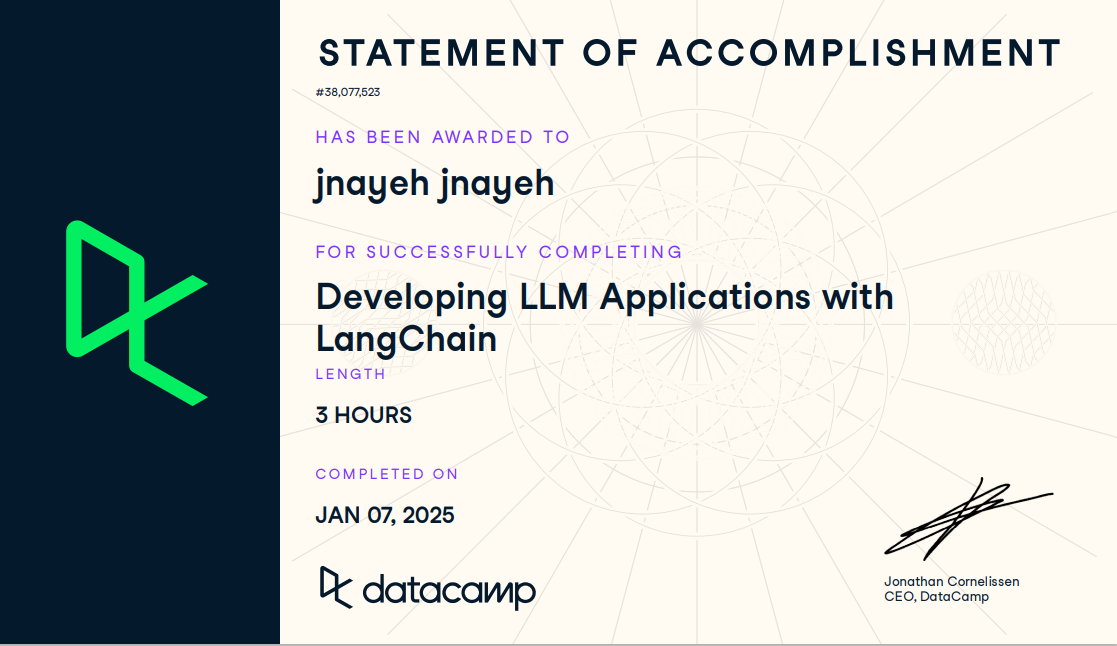 STATEMENT OF ACCOMPLISHMENT
#38,077,523
HAS BEEN AWARDED TO
jnayeh jnayeh
FOR SUCCESSFULLY COMPLETING
Developing LLM Applications with
LangChain
LENGTH
3 HOURS
COMPLETED ON
JAN 07, 2025
datacamp
Jonathan Cornelissen
CEO, DataCamp